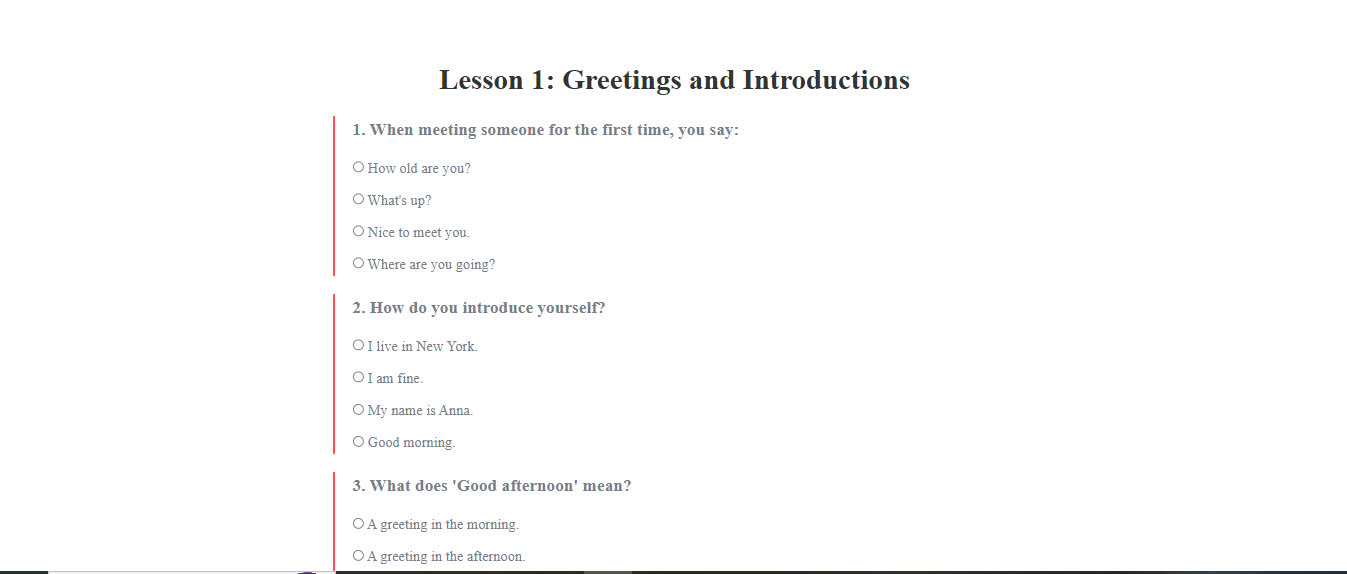 Lesson 1: Greetings and Introductions
1. When meeting someone for the first time, you say:
How old are you?
What's up?
Nice to meet you.
Where are you going?
2. How do you introduce yourself?
I live in New York.
I am fine.
My name is Anna.
Good morning.
3. What does 'Good afternoon' mean?
A greeting in the morning.
A greeting in the afternoon.